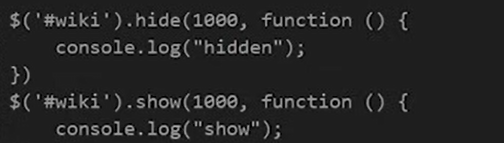 $('#wiki').hide(1000, function () {
    console.log("hidden");
})
$('#wiki').show(1000, function () {
    console.log("show");